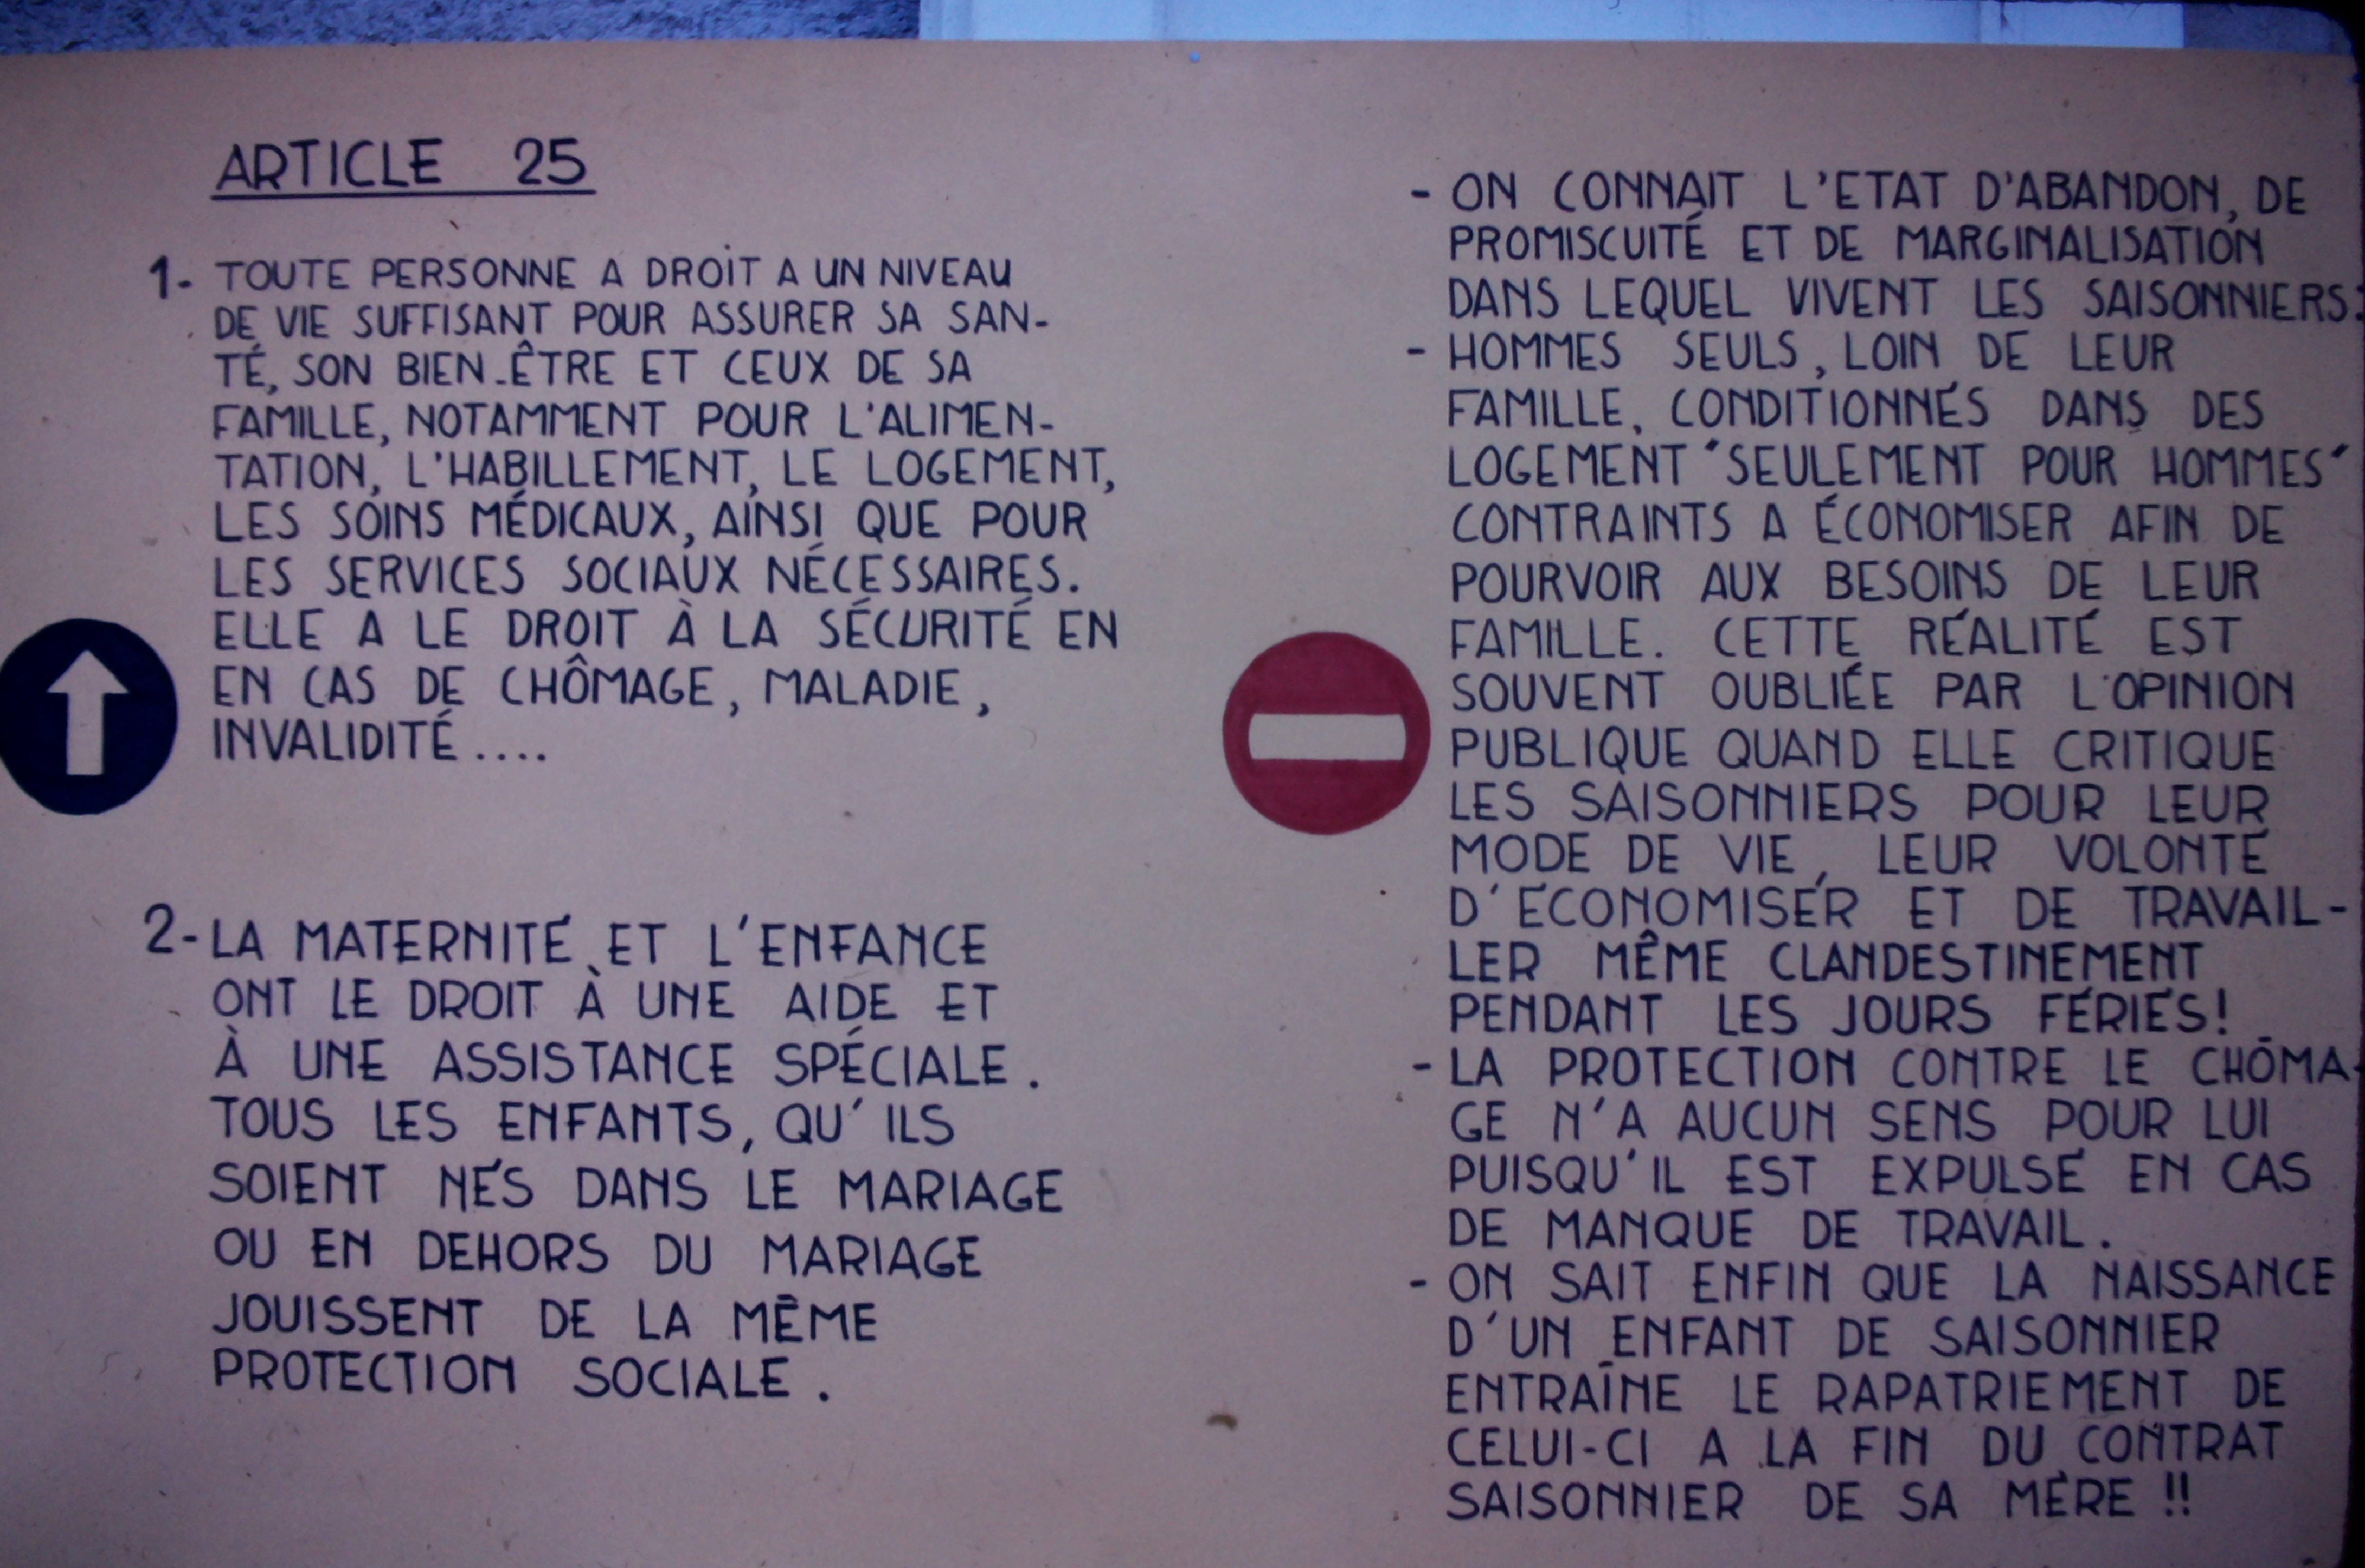 ARTICLE 25
1- TOUTE PERSONNE A DROIT A UN NIVEAU
DE VIE SUFFISANT POUR ASSURER SA SAN-
TÉ, SON BIEN-ÊTRE ET CEUX DE SA
FAMILLE, NOTAMMENT POUR L'ALIMEN-
TATION, L'HABILLEMENT, LE LOGEMENT,
LES SOINS MÉDICAUX, AINSI QUE POUR
LES SERVICES SOCIAUX NÉCESSAIRES.
ELLE A LE DROIT À LA SÉCURITÉ EN
EN CAS DE CHÔMAGE, MALADIE,
INVALIDITÉ....
2- LA MATERNITÉ ET L'ENFANCE
ONT LE DROIT À UNE AIDE ET
À UNE ASSISTANCE SPÉCIALE.
TOUS LES ENFANTS, QU'ILS
SOIENT NÉS DANS LE MARIAGE
OU EN DEHORS DU MARIAGE
JOUISSENT DE LA MÊME
PROTECTION SOCIALE.
- ON CONNAIT L'ETAT D'ABANDON, DE
PROMISCUITÉ ET DE MARGINALISATION
DANS LEQUEL VIVENT LES SAISONNIERS:
- HOMMES SEULS, LOIN DE LEUR
FAMILLE, CONDITIONNÉS DANS DES
LOGEMENT "SEULEMENT POUR HOMMES"
CONTRAINTS A ÉCONOMISER AFIN DE
POURVOIR AUX BESOINS DE LEUR
FAMILLE. CETTE RÉALITÉ EST
SOUVENT OUBLIÉE PAR L'OPINION
PUBLIQUE QUAND ELLE CRITIQUE
LES SAISONNIERS POUR LEUR
MODE DE VIE, LEUR VOLONTÉ
D'ÉCONOMISER ET DE TRAVAIL-
LER MÊME CLANDESTINEMENT
PENDANT LES JOURS FÉRIÉS!
- LA PROTECTION CONTRE LE CHÔMA-
GE N'A AUCUN SENS POUR LUI
PUISQU'IL EST EXPULSÉ EN CAS
DE MANQUE DE TRAVAIL.
- ON SAIT ENFIN QUE LA NAISSANCE
D'UN ENFANT DE SAISONNIER
ENTRAÎNE LE RAPATRIEMENT DE
CELUI-CI A LA FIN DU CONTRAT
SAISONNIER DE SA MÈRE !!